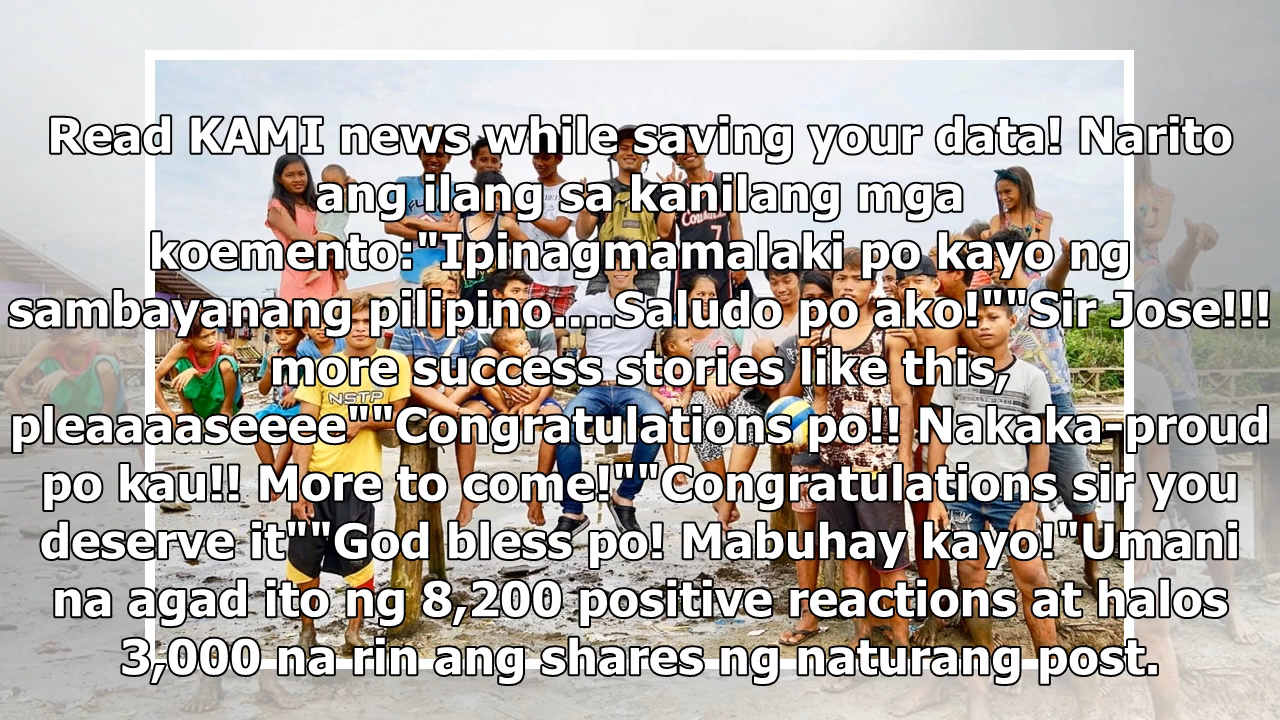 Read KAMI news while saving your data! Narito
ang ilang sa kanilang mga
koemento:"Ipinagmamalaki po kayo ng
sambayanang pilipino....Saludo po ako!""Sir Jose!!!
more success stories like this,
pleaaaaseeee""Congratulations po!! Nakaka-proud
po kau!! More to come!""Congratulations sir you
deserve it""God bless po! Mabuhay kayo!"Umani
na agad ito ng 8,200 positive reactions at halos
3,000 na rin ang shares ng naturang post.
NSTP
7